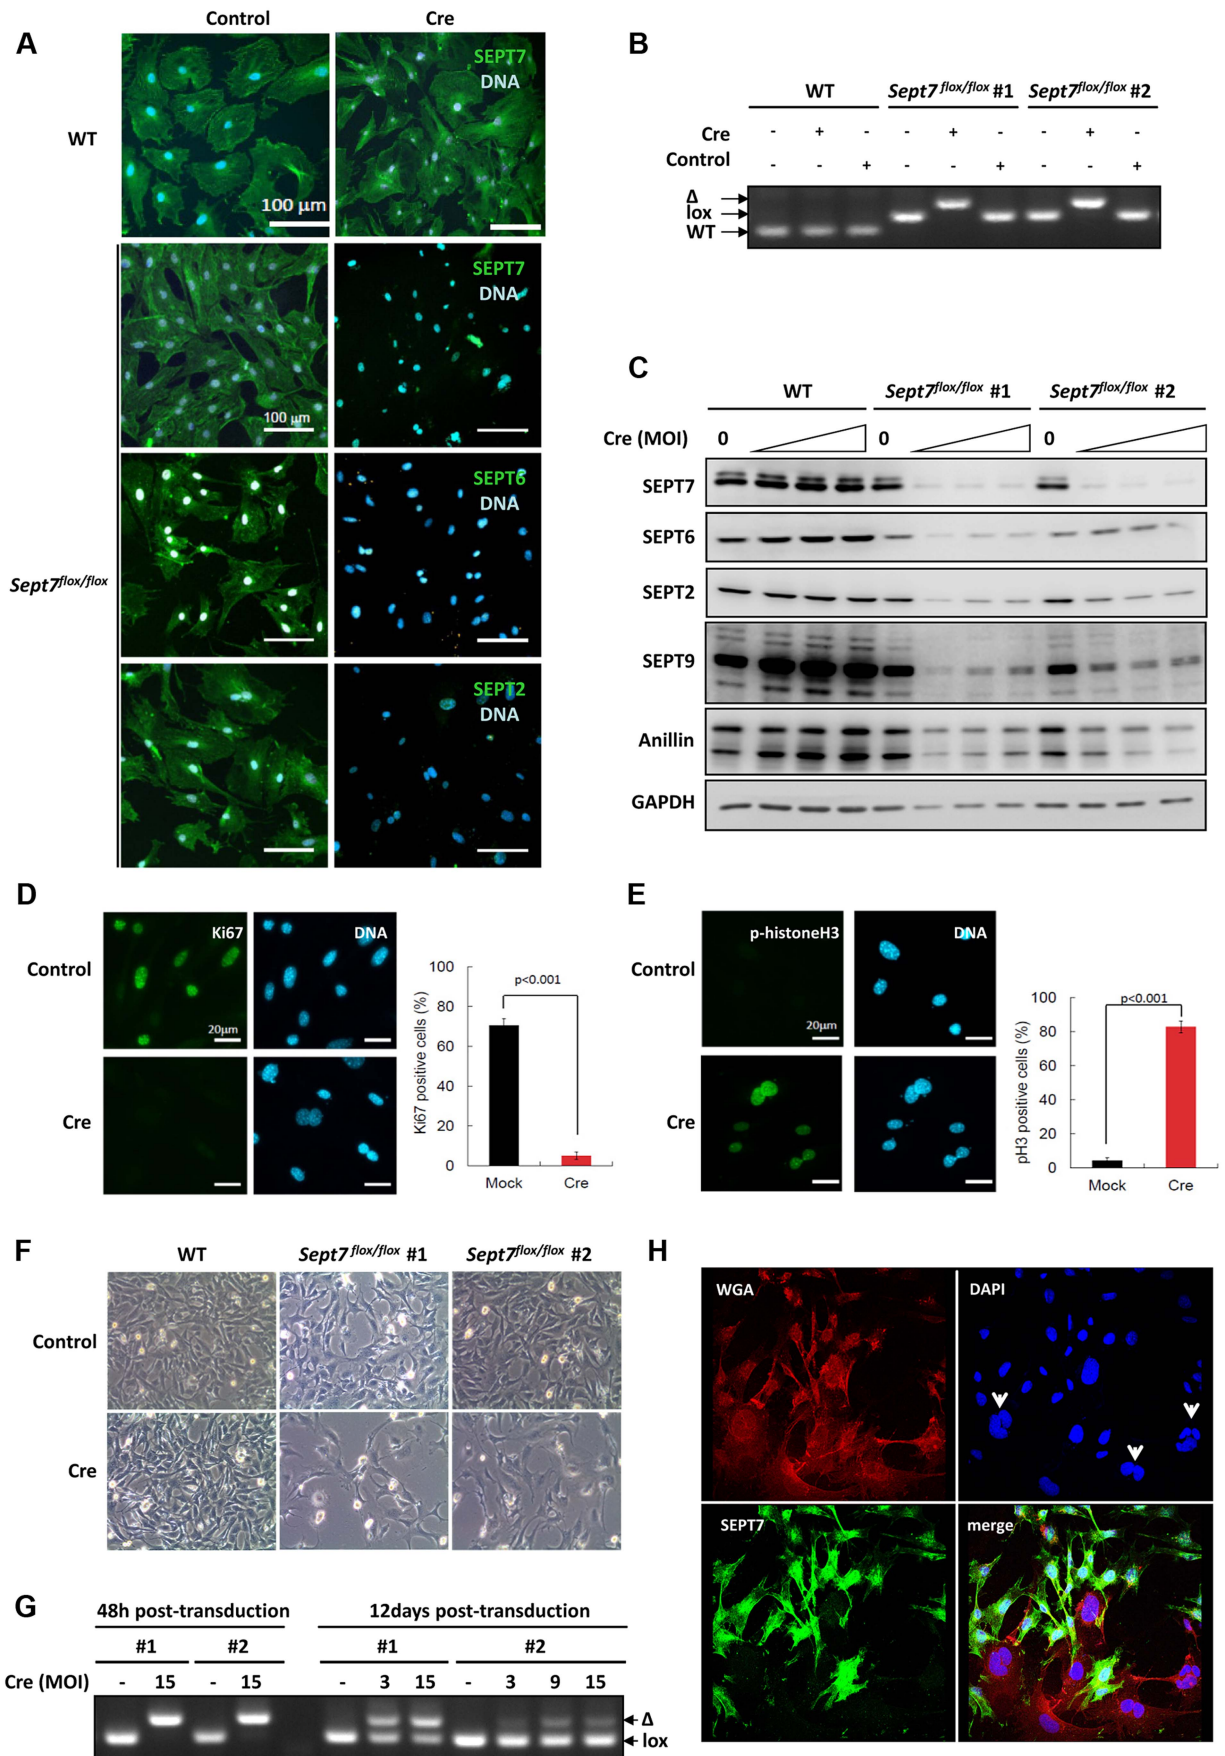 A
Control
Cre
WT
SEPT7
DNA
100 µm
Sept7flox/flox
SEPT7
DNA
100 µm
SEPT6
DNA
SEPT2
DNA
B
WT
Sept7flox/flox #1
Sept7flox/flox #2
Cre - + - - + - - + -
Control - - + - - + - - +
Δ
lox
WT
C
WT
Sept7flox/flox #1
Sept7flox/flox #2
Cre (MOI) 0 0 0
SEPT7
SEPT6
SEPT2
SEPT9
Anillin
GAPDH
D
Ki67
DNA
Control
20µm
Cre
Ki67 positive cells (%)
100
80
60
40
20
0
p<0.001
Mock
Cre
E
p-histoneH3
DNA
Control
20µm
Cre
pH3 positive cells (%)
100
80
60
40
20
0
p<0.001
Mock
Cre
F
WT
Sept7flox/flox #1
Sept7flox/flox #2
Control
Cre
G
48h post-transduction
12days post-transduction
#1 #2 #1 #2
Cre (MOI) - 15 - 15 - 3 15 - 3 9 15
Δ
lox
H
WGA
DAPI
SEPT7
merge